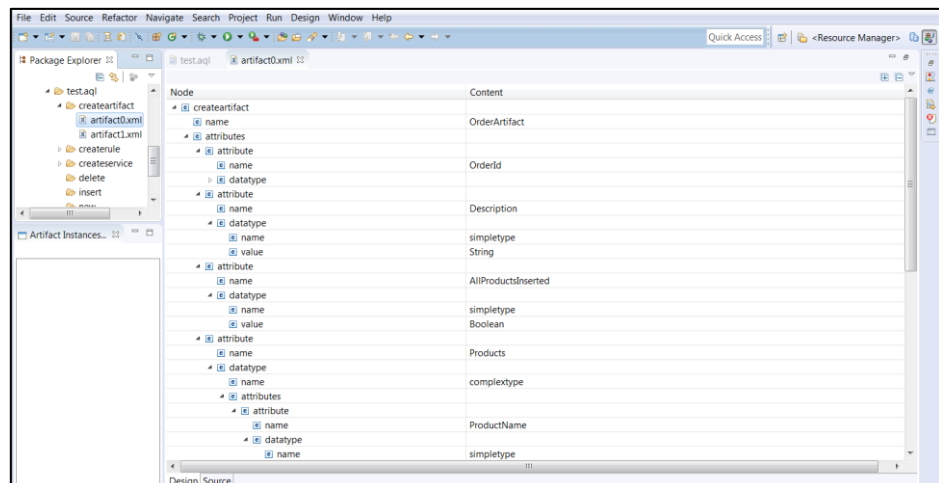 File Edit Source Refactor Navigate Search Project Run Design Window Help
Quick Access
<Resource Manager>
Package Explorer
test.aql
createartifact
artifact0.xml
artifact1.xml
createrule
createservice
delete
insert
new
Artifact Instances...
test.aql artifact0.xml
Node Content
createartifact
name OrderArtifact
attributes
attribute
name OrderId
datatype
attribute
name Description
datatype
name simpletype
value String
attribute
name AllProductsInserted
datatype
name simpletype
value Boolean
attribute
name Products
datatype
name complextype
attributes
attribute
name ProductName
datatype
name simpletype
Design Source